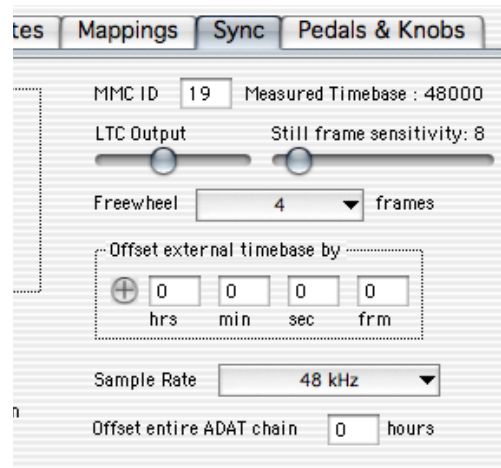 tes Mappings Sync Pedals & Knobs
MMC ID 19 Measured Timebase : 48000
LTC Output Still frame sensitivity: 8
Freewheel 4 frames
Offset external timebase by
0 0 0 0
hrs min sec frm
Sample Rate 48 kHz
n
Offset entire ADAT chain 0 hours